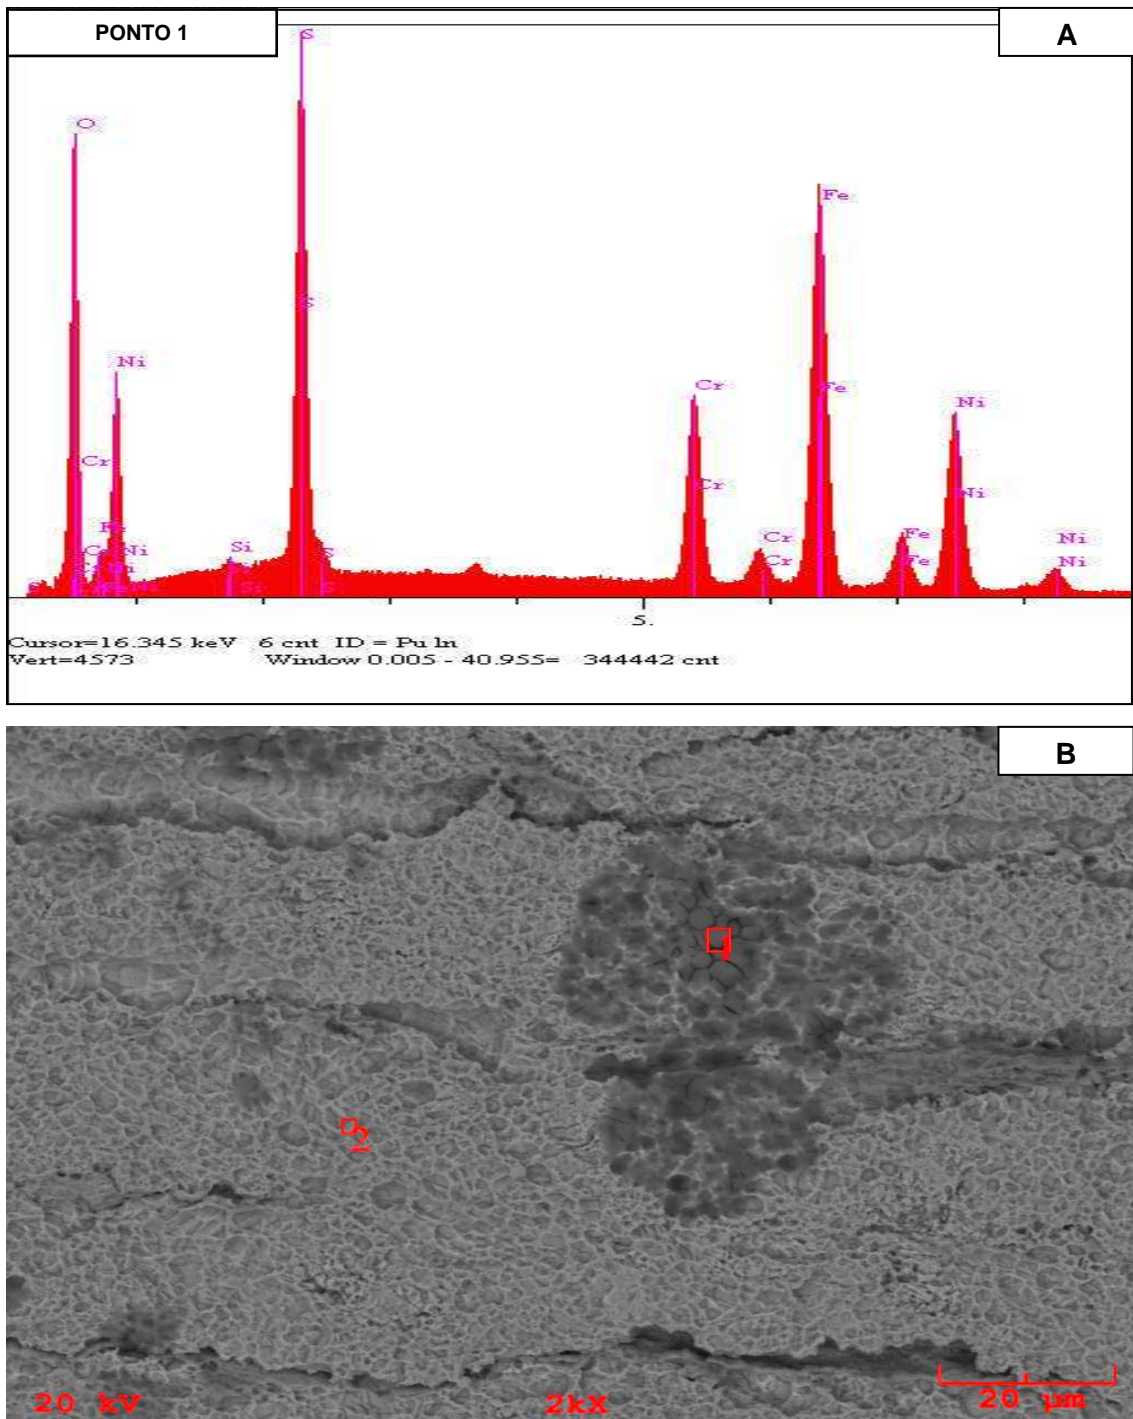 PONTO 1
A
S
O
Fe
S
Ni
Cr
Fe
Ni
Cr
Cr
Ni
Fe
Fe
Cr
Ni
Ni
Si
S
Cr
Fe
Ni
Si
S
5.
Cursor=16.345 keV 6 cnt ID = Pu ln
Vert=4573 Window 0.005 - 40.955= 344442 cnt
B
1
2
20 kV 2kX 20 µm